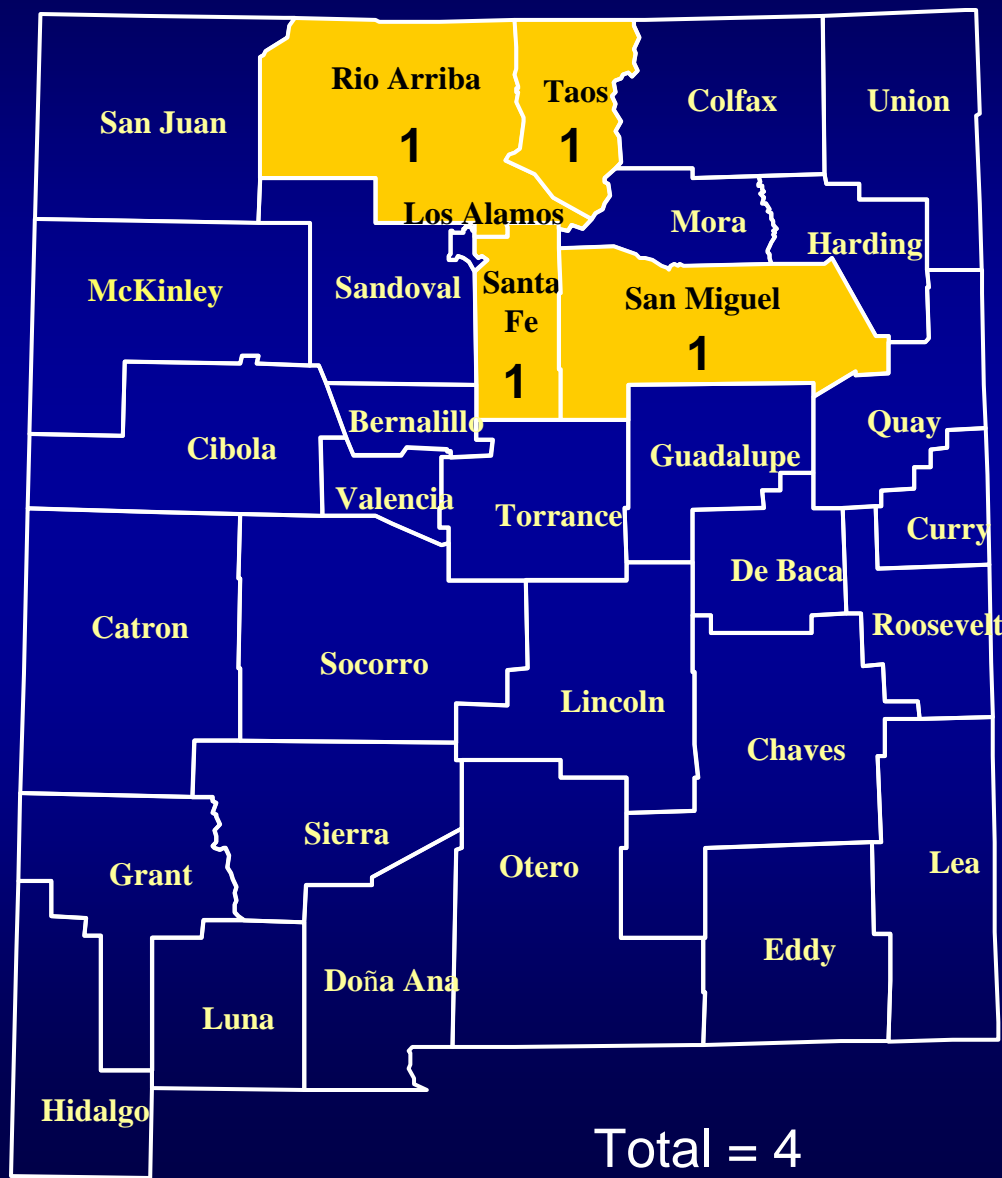 Rio Arriba
1
Taos
1
Colfax
Union
San Juan
Los Alamos
Mora
Harding
McKinley
Sandoval
Santa
Fe
1
San Miguel
1
Bernalillo
Quay
Cibola
Guadalupe
Valencia
Torrance
Curry
De Baca
Catron
Roosevelt
Socorro
Lincoln
Chaves
Sierra
Grant
Otero
Lea
Eddy
Doña Ana
Luna
Hidalgo
Total = 4